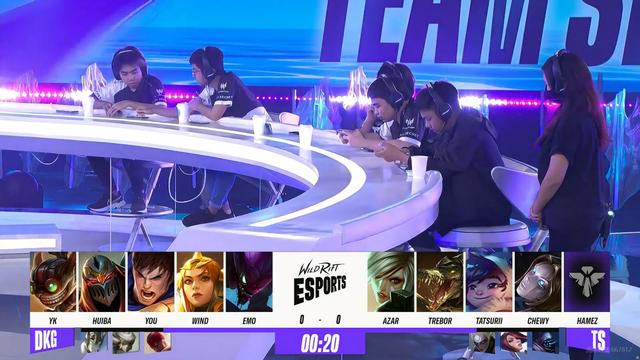 TEAM S
WILD RIFT
ESPORTS
0 - 0
YK HUIBA YOU WIND EMO
AZAR TREBOR TATSURII CHEWY HAMEZ
DKG
00:20
TS